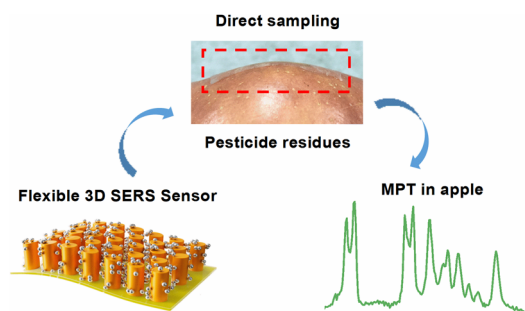 Direct sampling
Pesticide residues
Flexible 3D SERS Sensor
MPT in apple